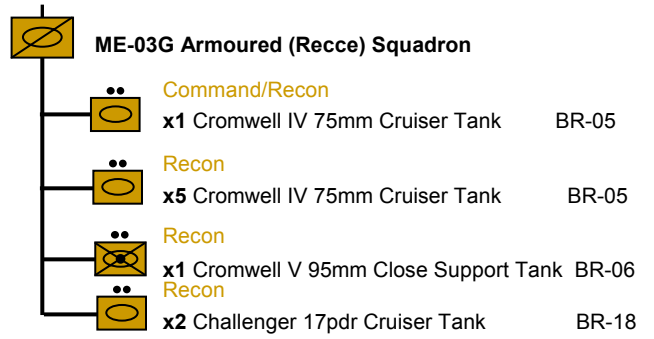 ME-03G Armoured (Recce) Squadron
Command/Recon
x1 Cromwell IV 75mm Cruiser Tank BR-05
Recon
x5 Cromwell IV 75mm Cruiser Tank BR-05
Recon
x1 Cromwell V 95mm Close Support Tank BR-06
Recon
x2 Challenger 17pdr Cruiser Tank BR-18